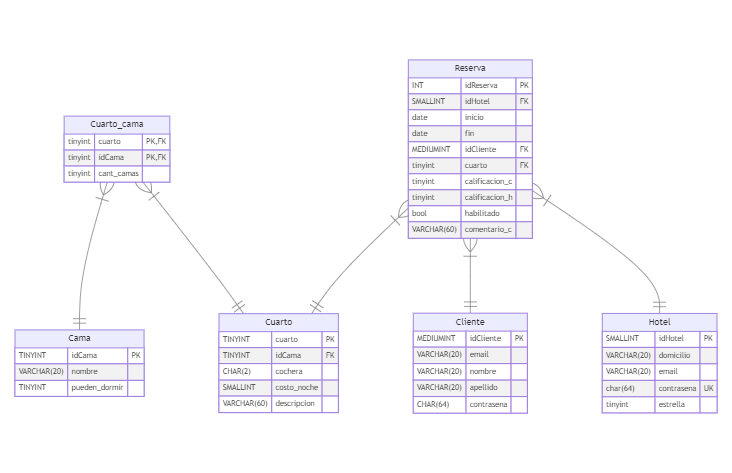 Reserva
INT idReserva PK
SMALLINT idHotel FK
date inicio
date fin
MEDIUMINT idCliente FK
tinyint cuarto FK
tinyint calificacion_c
tinyint calificacion_h
bool habilitado
VARCHAR(60) comentario_c
Cuarto_cama
tinyint cuarto PK,FK
tinyint idCama PK,FK
tinyint cant_camas
Cama
TINYINT idCama PK
VARCHAR(20) nombre
TINYINT pueden_dormir
Cuarto
TINYINT cuarto PK
TINYINT idCama FK
CHAR(2) cochera
SMALLINT costo_noche
VARCHAR(60) descripcion
Cliente
MEDIUMINT idCliente PK
VARCHAR(20) email
VARCHAR(20) nombre
VARCHAR(20) apellido
CHAR(64) contrasena
Hotel
SMALLINT idHotel PK
VARCHAR(20) domicilio
VARCHAR(20) email
char(64) contrasena UK
tinyint estrella